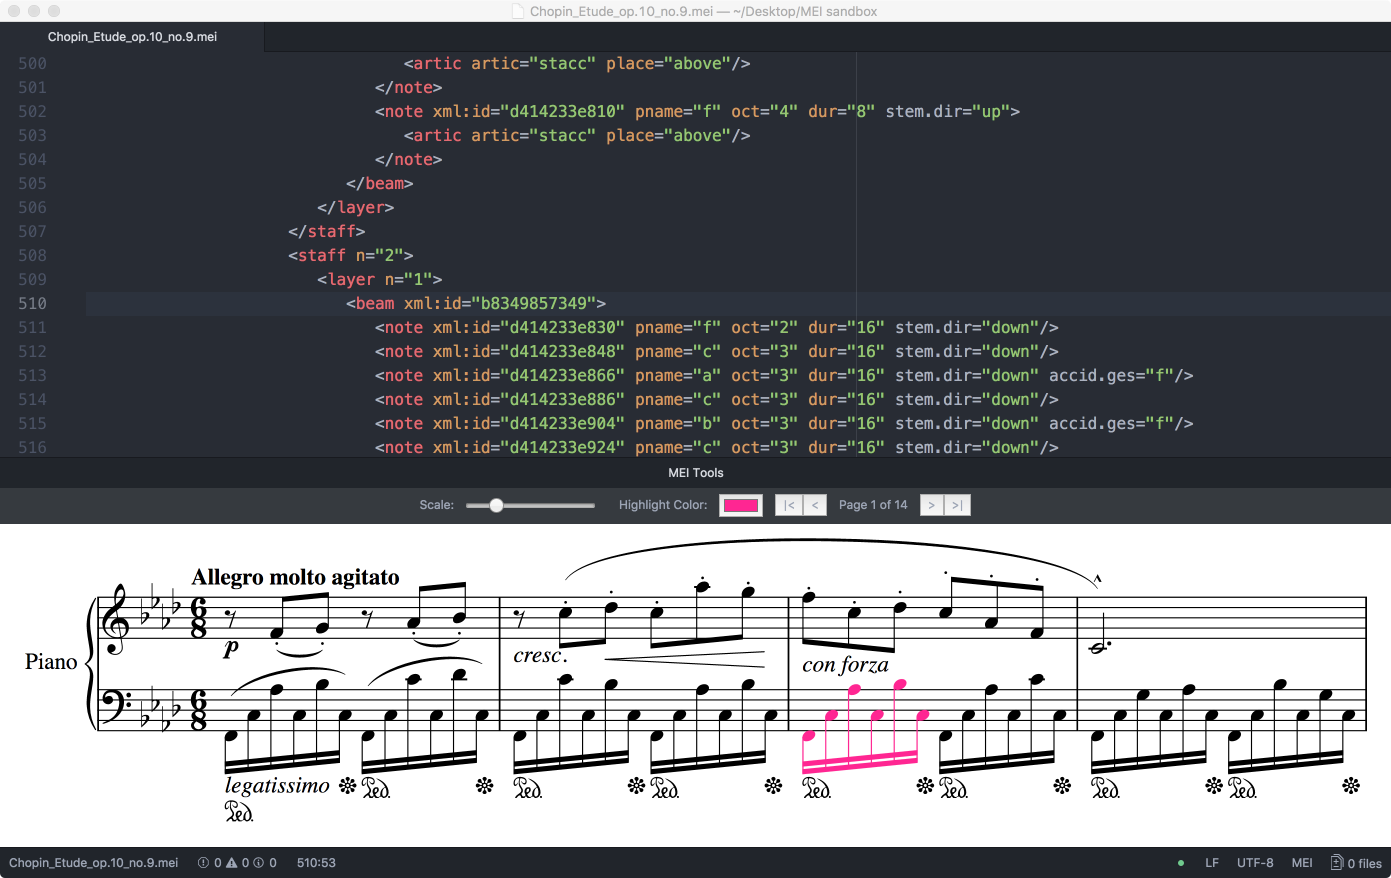 Chopin_Etude_op.10_no.9.mei — ~/Desktop/MEI sandbox
Chopin_Etude_op.10_no.9.mei
500 <artic artic="stacc" place="above"/>
501 </note>
502 <note xml:id="d414233e810" pname="f" oct="4" dur="8" stem.dir="up">
503 <artic artic="stacc" place="above"/>
504 </note>
505 </beam>
506 </layer>
507 </staff>
508 <staff n="2">
509 <layer n="1">
510 <beam xml:id="b8349857349">
511 <note xml:id="d414233e830" pname="f" oct="2" dur="16" stem.dir="down"/>
512 <note xml:id="d414233e848" pname="c" oct="3" dur="16" stem.dir="down"/>
513 <note xml:id="d414233e866" pname="a" oct="3" dur="16" stem.dir="down" accid.ges="f"/>
514 <note xml:id="d414233e886" pname="c" oct="3" dur="16" stem.dir="down"/>
515 <note xml:id="d414233e904" pname="b" oct="3" dur="16" stem.dir="down" accid.ges="f"/>
516 <note xml:id="d414233e924" pname="c" oct="3" dur="16" stem.dir="down"/>
MEI Tools
Scale: Highlight Color: |< < Page 1 of 14 > >|
Allegro molto agitato
6 8
p cresc. con forza
Piano
6 8
legatissimo Ped. Ped. Ped. Ped. Ped. Ped. Ped.
Ped.
Chopin_Etude_op.10_no.9.mei 0 0 0 510:53 LF UTF-8 MEI 0 files